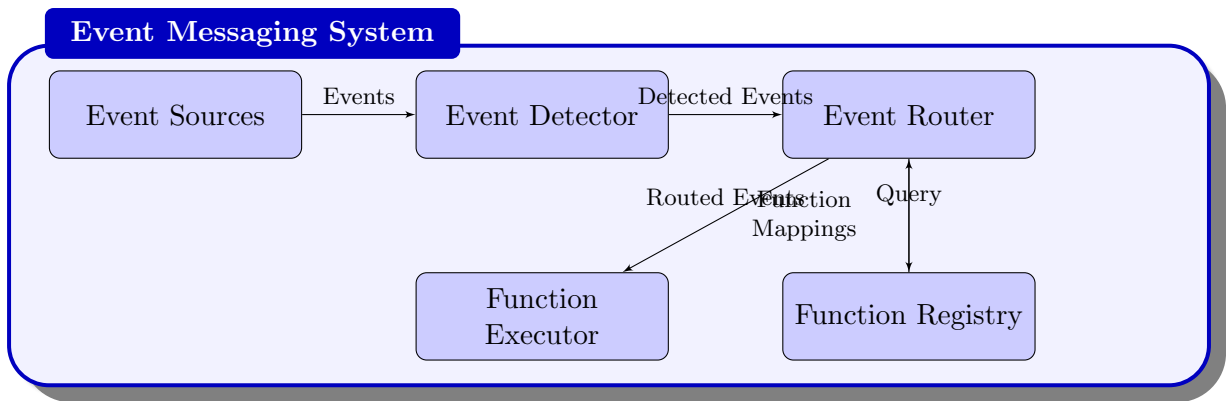 Event Messaging System
Events
Detected Events
Event Sources
Event Detector
Event Router
Routed Events
Function
Mappings
Query
Function
Executor
Function Registry